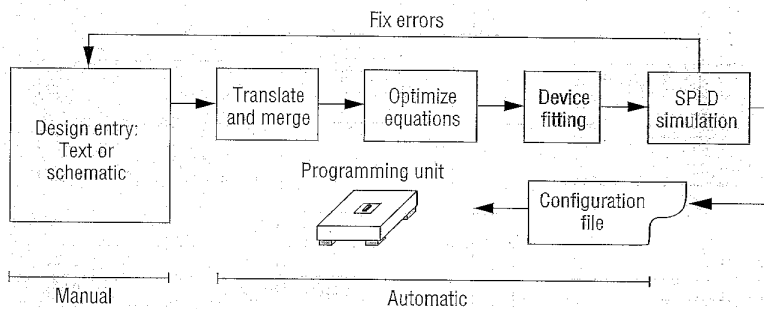 Fix errors
Design entry:
Text or
schematic
Translate
and merge
Optimize
equations
Device
fitting
SPLD
simulation
Programming unit
Configuration
file
Manual
Automatic